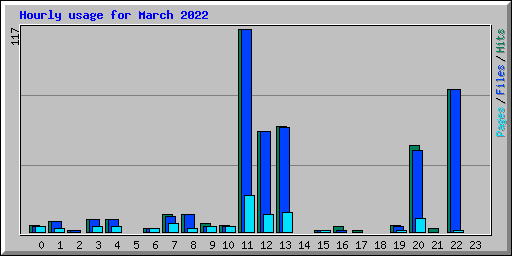 Hourly usage for March 2022
117
Pages/Files/Hits
0 1 2 3 4 5 6 7 8 9 10 11 12 13 14 15 16 17 18 19 20 21 22 23